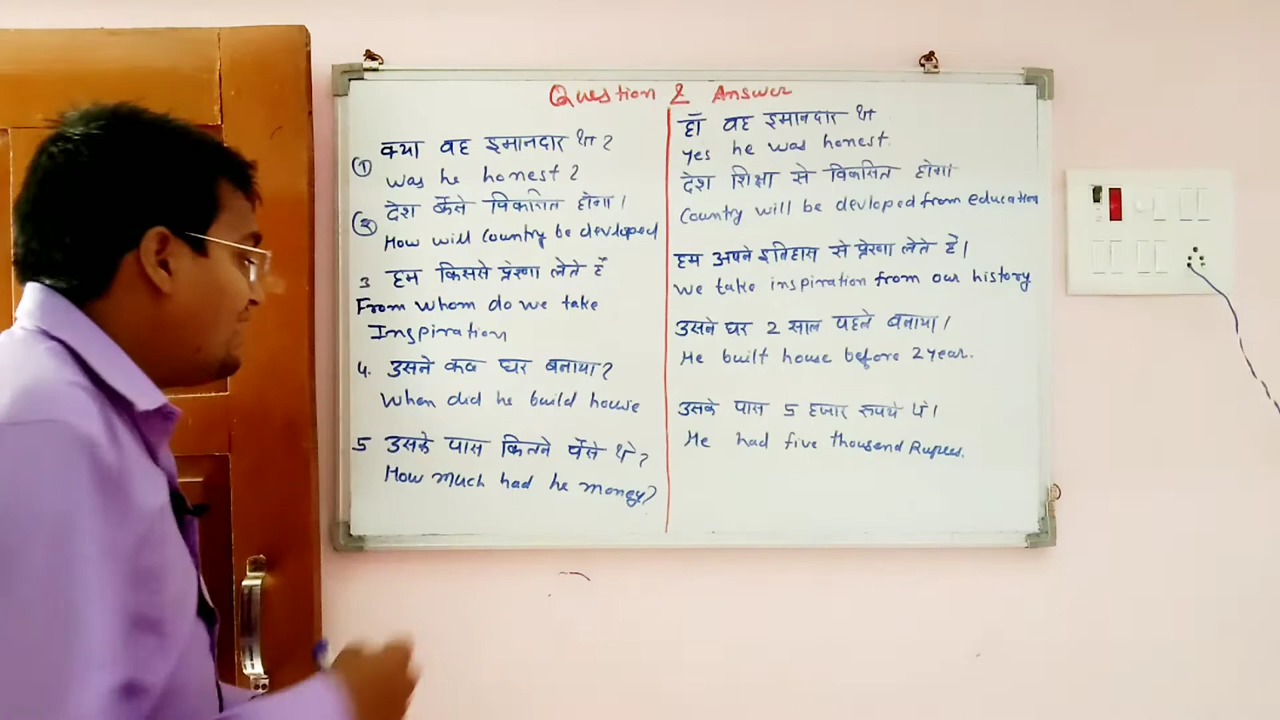 Question & Answer
① क्या वह इमानदार था?
Was he honest?
② देश कैसे विकासित होगा।
How will Country be developed
3 हम किससे प्रेरणा लेते हैं
From whom do we take
Inspiration
4. उसने कब घर बनाया?
When did he build house
5 उसके पास कितने पैसे थे?
How much had he money?
हाँ वह इमानदार था
Yes he was honest.
देश शिक्षा से विकासित होगा
Country will be devloped from education
हम अपने इतिहास से प्रेरणा लेते हैं।
We take inspiration from our history
उसने घर 2 साल पहले बनाया।
He built house before 2 year.
उसके पास 5 हजार रुपये थे।
He had five thousend Rupees.